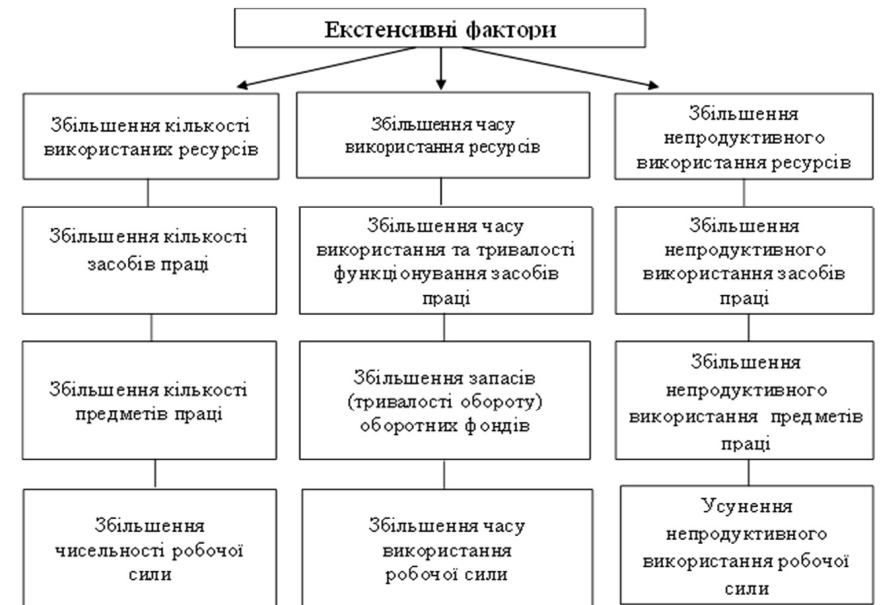 Екстенсивні фактори
Збільшення кількості
використаних ресурсів
Збільшення часу
використання ресурсів
Збільшення
непродуктивного
використання ресурсів
Збільшення кількості
засобів праці
Збільшення часу
використання та тривалості
функціонування засобів
праці
Збільшення
непродуктивного
використання засобів
праці
Збільшення кількості
предметів праці
Збільшення запасів
(тривалості обороту)
оборотних фондів
Збільшення
непродуктивного
використання предметів
праці
Збільшення
чисельності робочої
сили
Збільшення часу
використання
робочої сили
Усунення
непродуктивного
використання робочої
сили